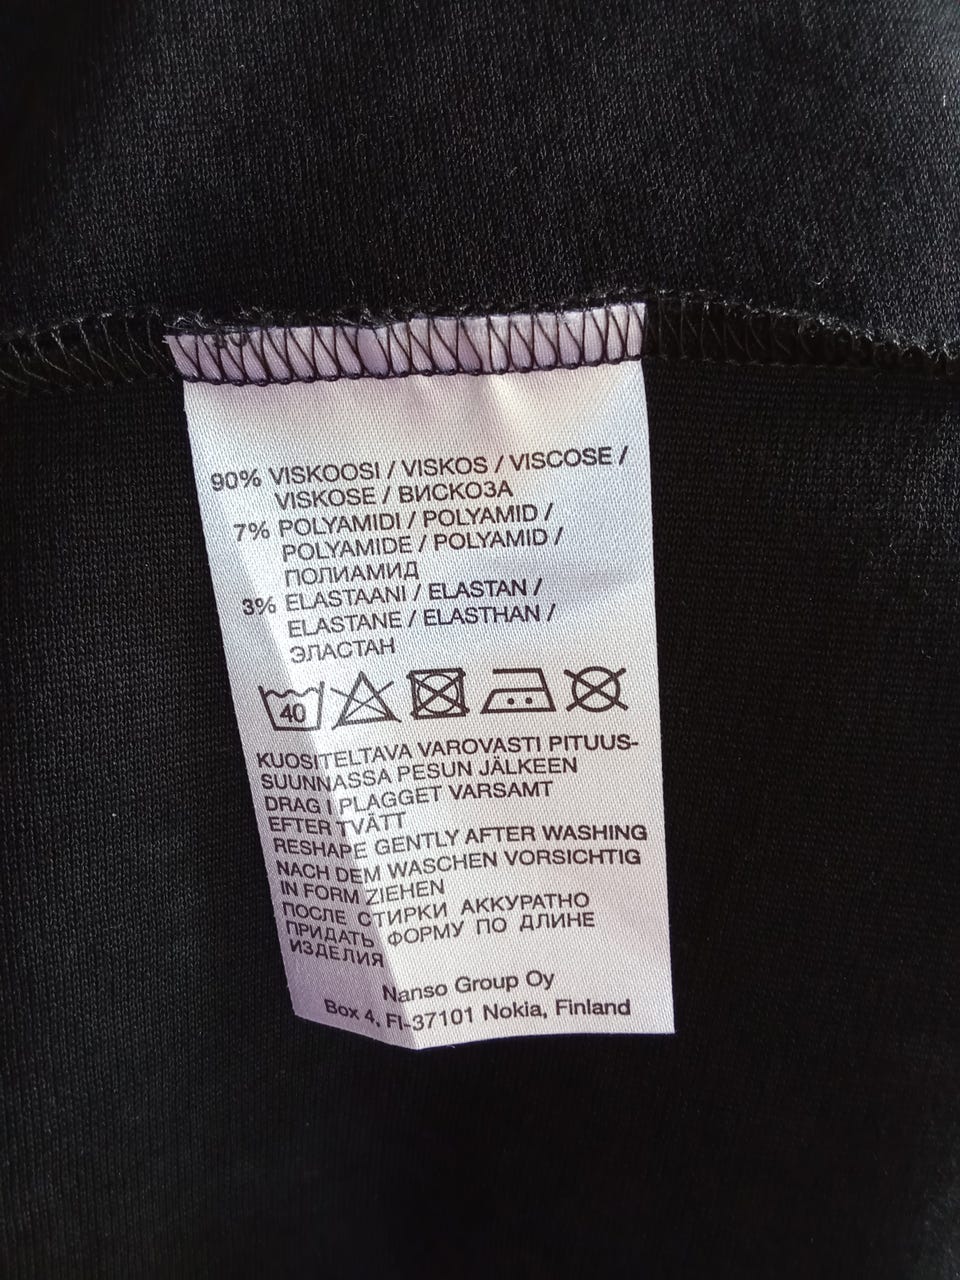 90% VISKOOSI / VISKOS / VISCOSE /
VISKOSE / ВИСКОЗА
7% POLYAMIDI / POLYAMID /
POLYAMIDE / POLYAMID /
ПОЛИАМИД
3% ELASTAANI / ELASTAN /
ELASTANE / ELASTHAN /
ЭЛАСТАН
40
KUOSITELTAVA VAROVASTI PITUUS-
SUUNNASSA PESUN JÄLKEEN
DRAG I PLAGGET VARSAMT
EFTER TVÄTT
RESHAPE GENTLY AFTER WASHING
NACH DEM WASCHEN VORSICHTIG
IN FORM ZIEHEN
ПОСЛЕ СТИРКИ АККУРАТНО
ПРИДАТЬ ФОРМУ ПО ДЛИНЕ
ИЗДЕЛИЯ
Nanso Group Oy
Box 4, FI-37101 Nokia, Finland